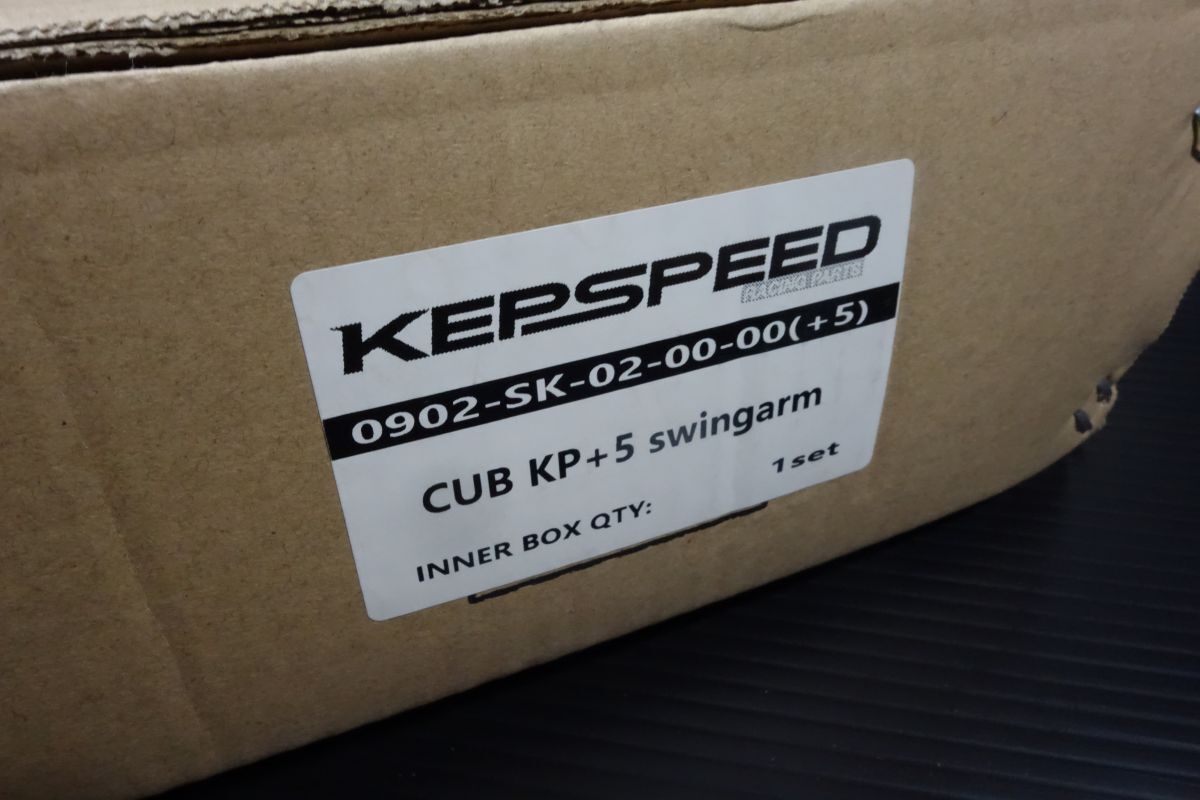 KEPSPEED
RACING PARTS
0902-SK-02-00-00(+5)
CUB KP+5 swingarm
1set
INNER BOX QTY: